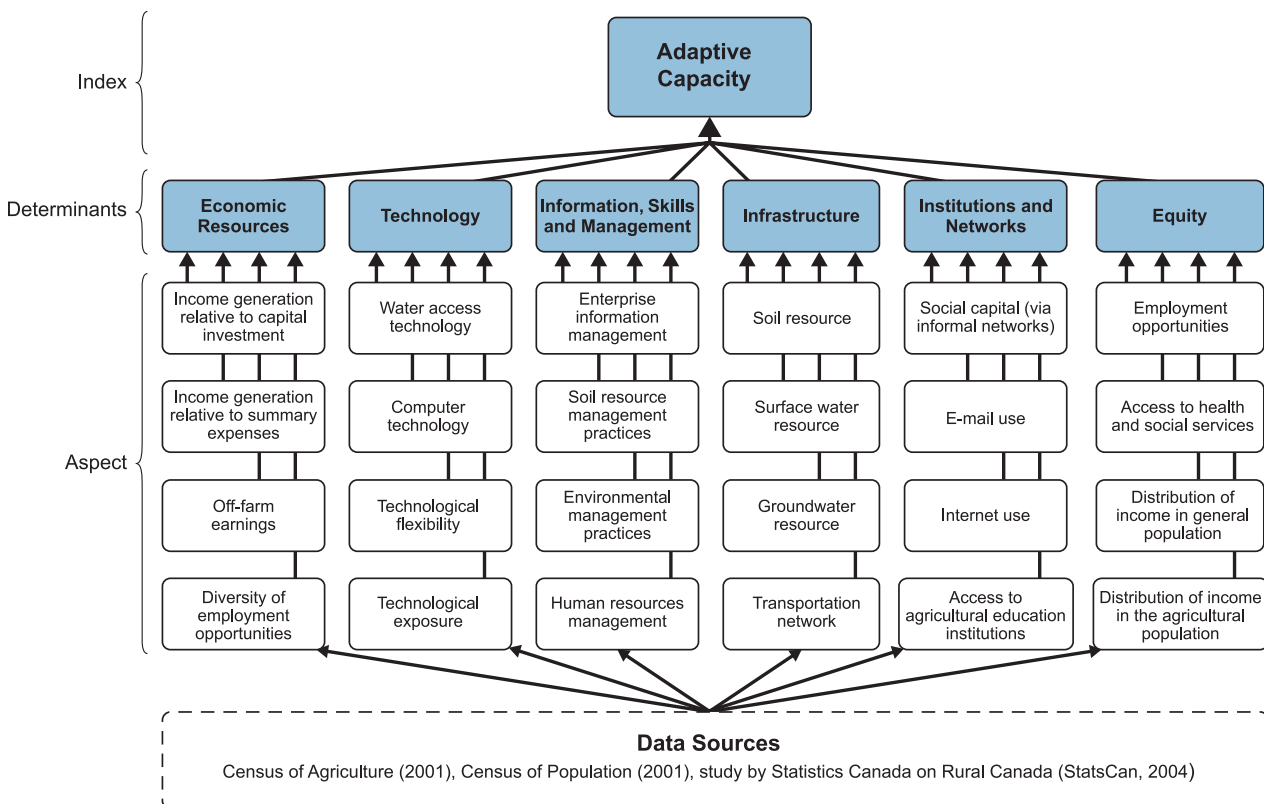 Index
Adaptive
Capacity
Determinants
Economic
Resources
Technology
Information, Skills
and Management
Infrastructure
Institutions and
Networks
Equity
Aspect
Income generation
relative to capital
investment
Water access
technology
Enterprise
information
management
Soil resource
Social capital (via
informal networks)
Employment
opportunities
Income generation
relative to summary
expenses
Computer
technology
Soil resource
management
practices
Surface water
resource
E-mail use
Access to health
and social services
Off-farm
earnings
Technological
flexibility
Environmental
management
practices
Groundwater
resource
Internet use
Distribution of
income in general
population
Diversity of
employment
opportunities
Technological
exposure
Human resources
management
Transportation
network
Access to
agricultural education
institutions
Distribution of income
in the agricultural
population
Data Sources
Census of Agriculture (2001), Census of Population (2001), study by Statistics Canada on Rural Canada (StatsCan, 2004)